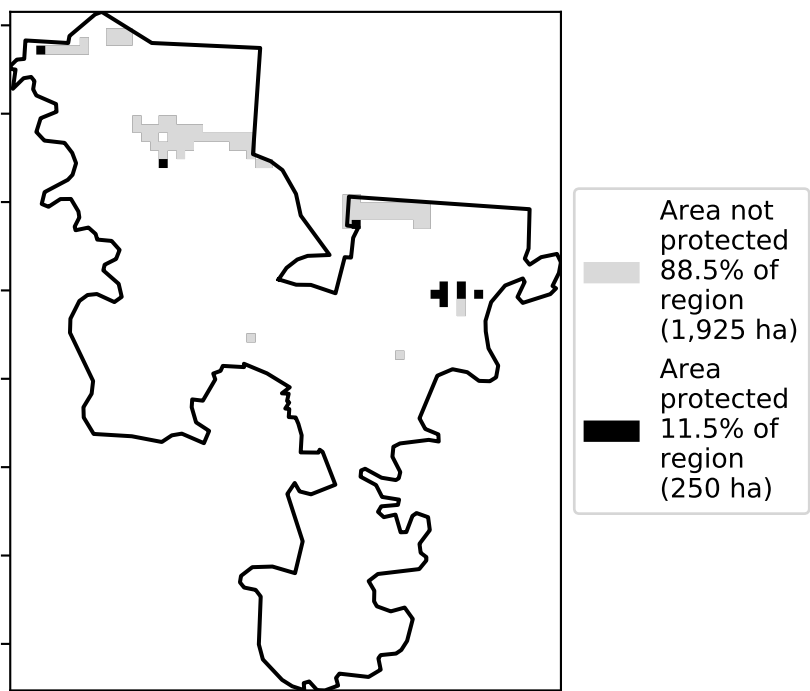 Area not
protected
88.5% of
region
(1,925 ha)
Area
protected
11.5% of
region
(250 ha)